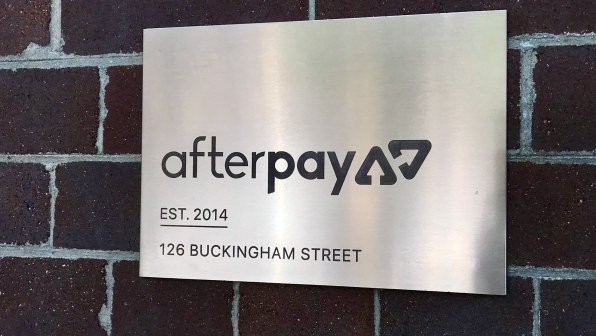 afterpay
EST. 2014
126 BUCKINGHAM STREET